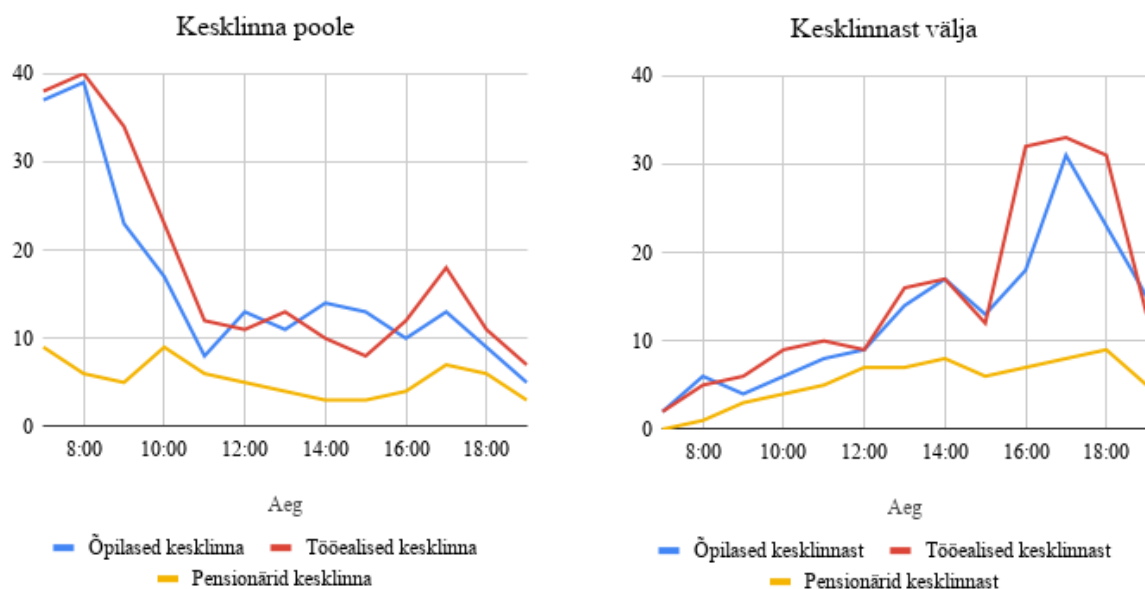 Kesklinna poole
40
30
20
10
0
8:00 10:00 12:00 14:00 16:00 18:00
Aeg
Õpilased kesklinna Tööealised kesklinna
Pensionärid kesklinna
Kesklinnast välja
40
30
20
10
0
8:00 10:00 12:00 14:00 16:00 18:00
Aeg
Õpilased kesklinnast Tööealised kesklinnast
Pensionärid kesklinnast